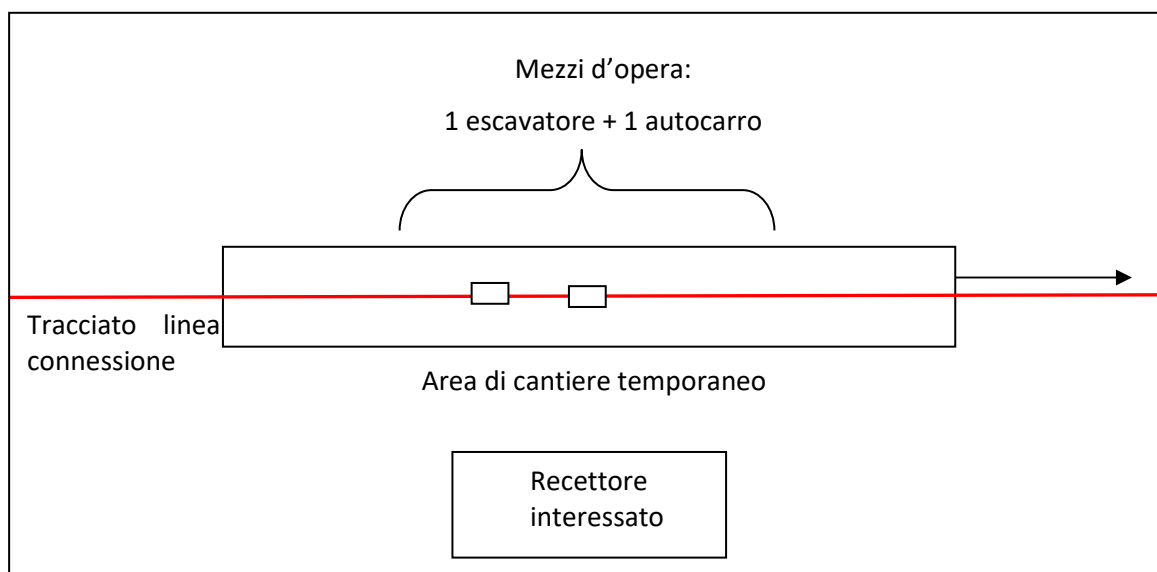 Mezzi d’opera:
1 escavatore + 1 autocarro
Tracciato linea
connessione
Area di cantiere temporaneo
Recettore
interessato